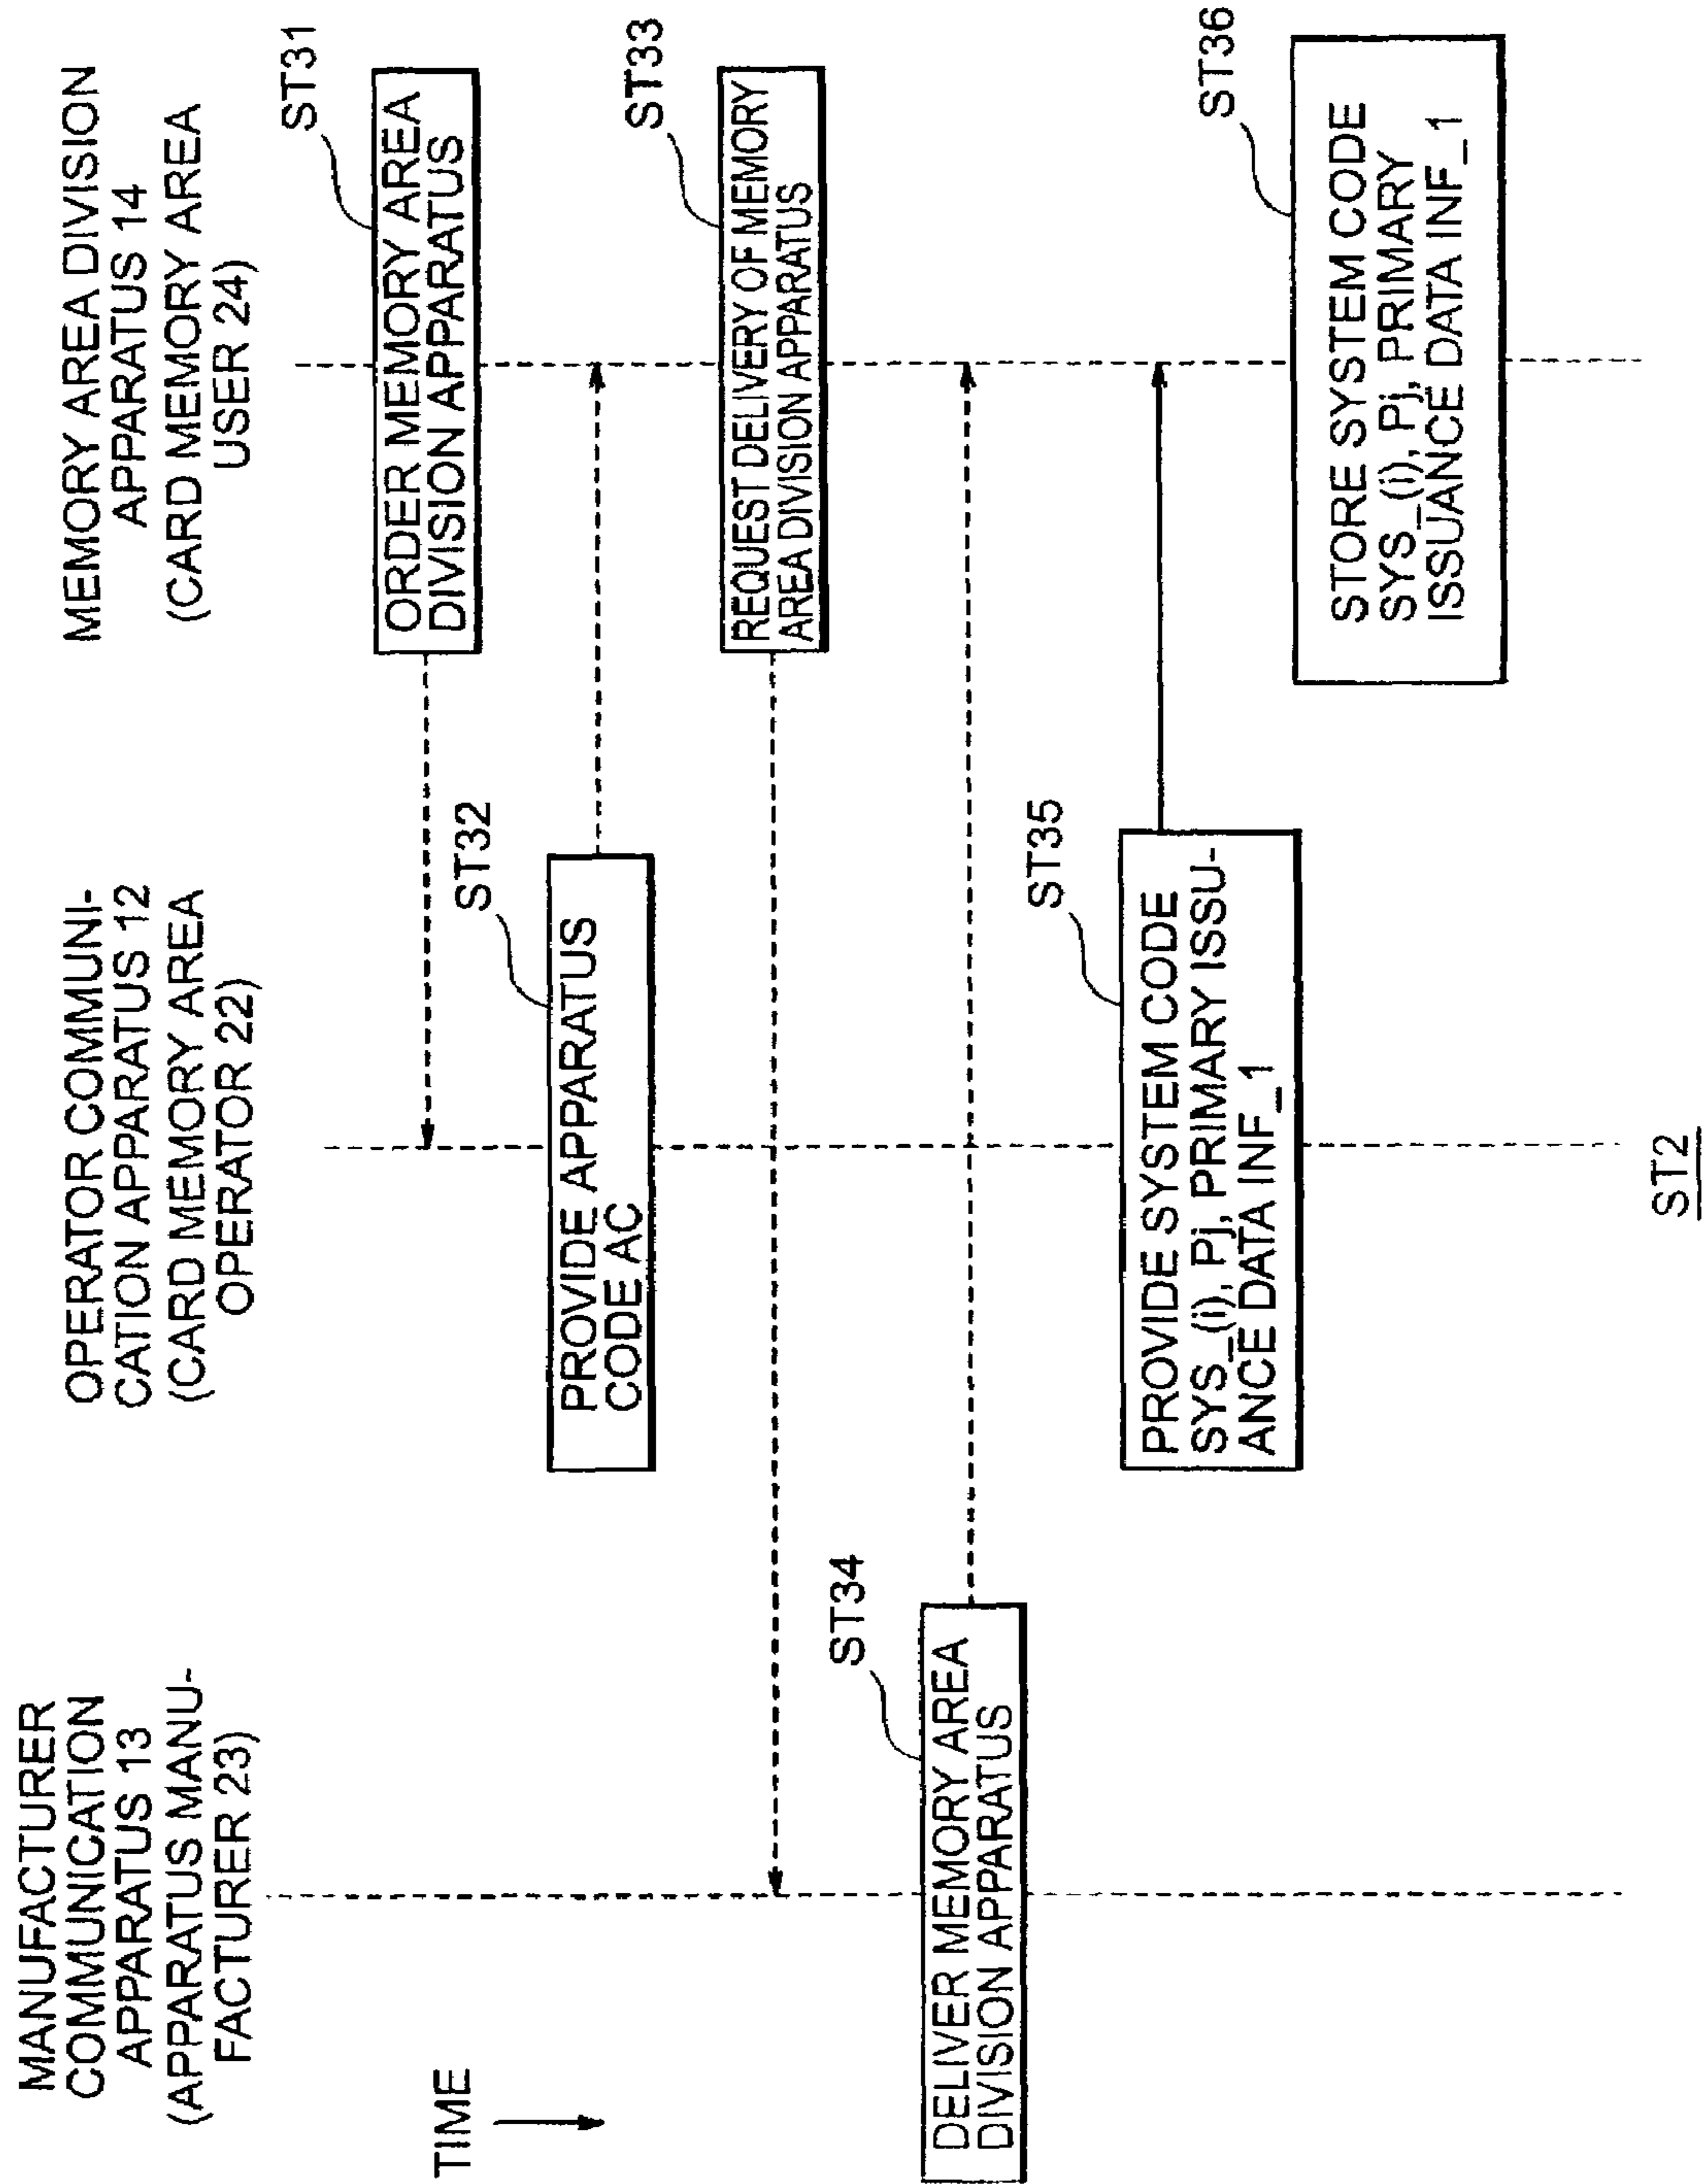 MANUFACTURER
COMMUNICATION
APPARATUS 13
(APPARATUS MANU-
FACTURER 23)
OPERATOR COMMUNI-
CATION APPARATUS 12
(CARD MEMORY AREA
OPERATOR 22)
MEMORY AREA DIVISION
APPARATUS 14
(CARD MEMORY AREA
USER 24)
TIME
ST31
ORDER MEMORY AREA
DIVISION APPARATUS
ST32
PROVIDE APPARATUS
CODE AC
ST33
REQUEST DELIVERY OF MEMORY
AREA DIVISION APPARATUS
ST34
DELIVER MEMORY AREA
DIVISION APPARATUS
ST35
PROVIDE SYSTEM CODE
SYS_(i), Pj, PRIMARY ISSU-
ANCE DATA INF_1
ST36
STORE SYSTEM CODE
SYS_(i), Pj, PRIMARY
ISSUANCE DATA INF_1
ST2